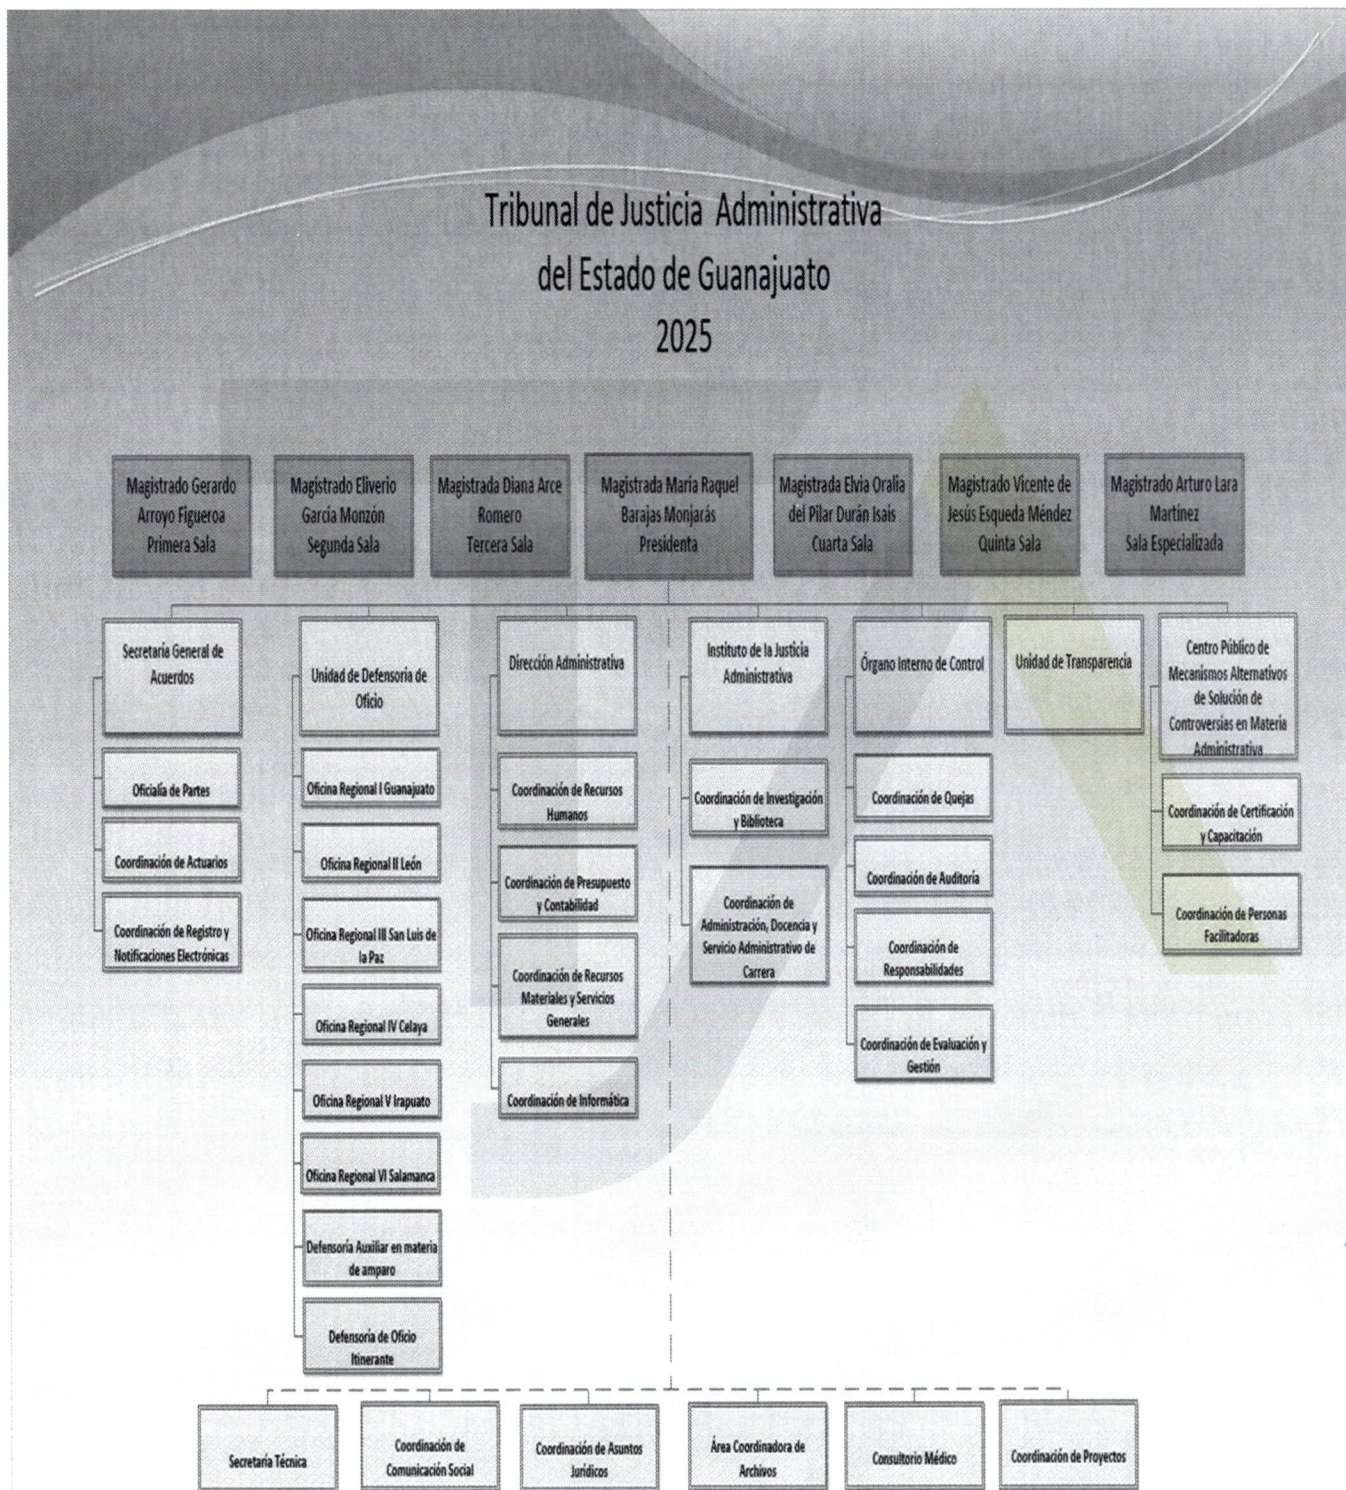 Tribunal de Justicia Administrativa
del Estado de Guanajuato
2025
Magistrado Gerardo
Arroyo Figueroa
Primera Sala
Magistrado Eliverio
García Monzón
Segunda Sala
Magistrada Diana Arce
Romero
Tercera Sala
Magistrada María Raquel
Barajas Monjarás
Presidenta
Magistrada Elvia Oralia
del Pilar Durán Isais
Cuarta Sala
Magistrado Vicente de
Jesús Esqueda Méndez
Quinta Sala
Magistrado Arturo Lara
Martínez
Sala Especializada
Secretaría General de
Acuerdos
Oficialía de Partes
Coordinación de Actuarios
Coordinación de Registro y
Notificaciones Electrónicas
Unidad de Defensoría de
Oficio
Oficina Regional I Guanajuato
Oficina Regional II León
Oficina Regional III San Luis de
la Paz
Oficina Regional IV Celaya
Oficina Regional V Irapuato
Oficina Regional VI Salamanca
Defensoría Auxiliar en materia
de amparo
Defensoría de Oficio
Itinerante
Dirección Administrativa
Coordinación de Recursos
Humanos
Coordinación de Presupuesto
y Contabilidad
Coordinación de Recursos
Materiales y Servicios
Generales
Coordinación de Informática
Instituto de la Justicia
Administrativa
Coordinación de Investigación
y Biblioteca
Coordinación de
Administración, Docencia y
Servicio Administrativo de
Carrera
Órgano Interno de Control
Coordinación de Quejas
Coordinación de Auditoría
Coordinación de
Responsabilidades
Coordinación de Evaluación y
Gestión
Unidad de Transparencia
Centro Público de
Mecanismos Alternativos
de Solución de
Controversias en Materia
Administrativa
Coordinación de Certificación
y Capacitación
Coordinación de Personas
Facilitadoras
Secretaría Técnica
Coordinación de
Comunicación Social
Coordinación de Asuntos
Jurídicos
Área Coordinadora de
Archivos
Consultorio Médico
Coordinación de Proyectos